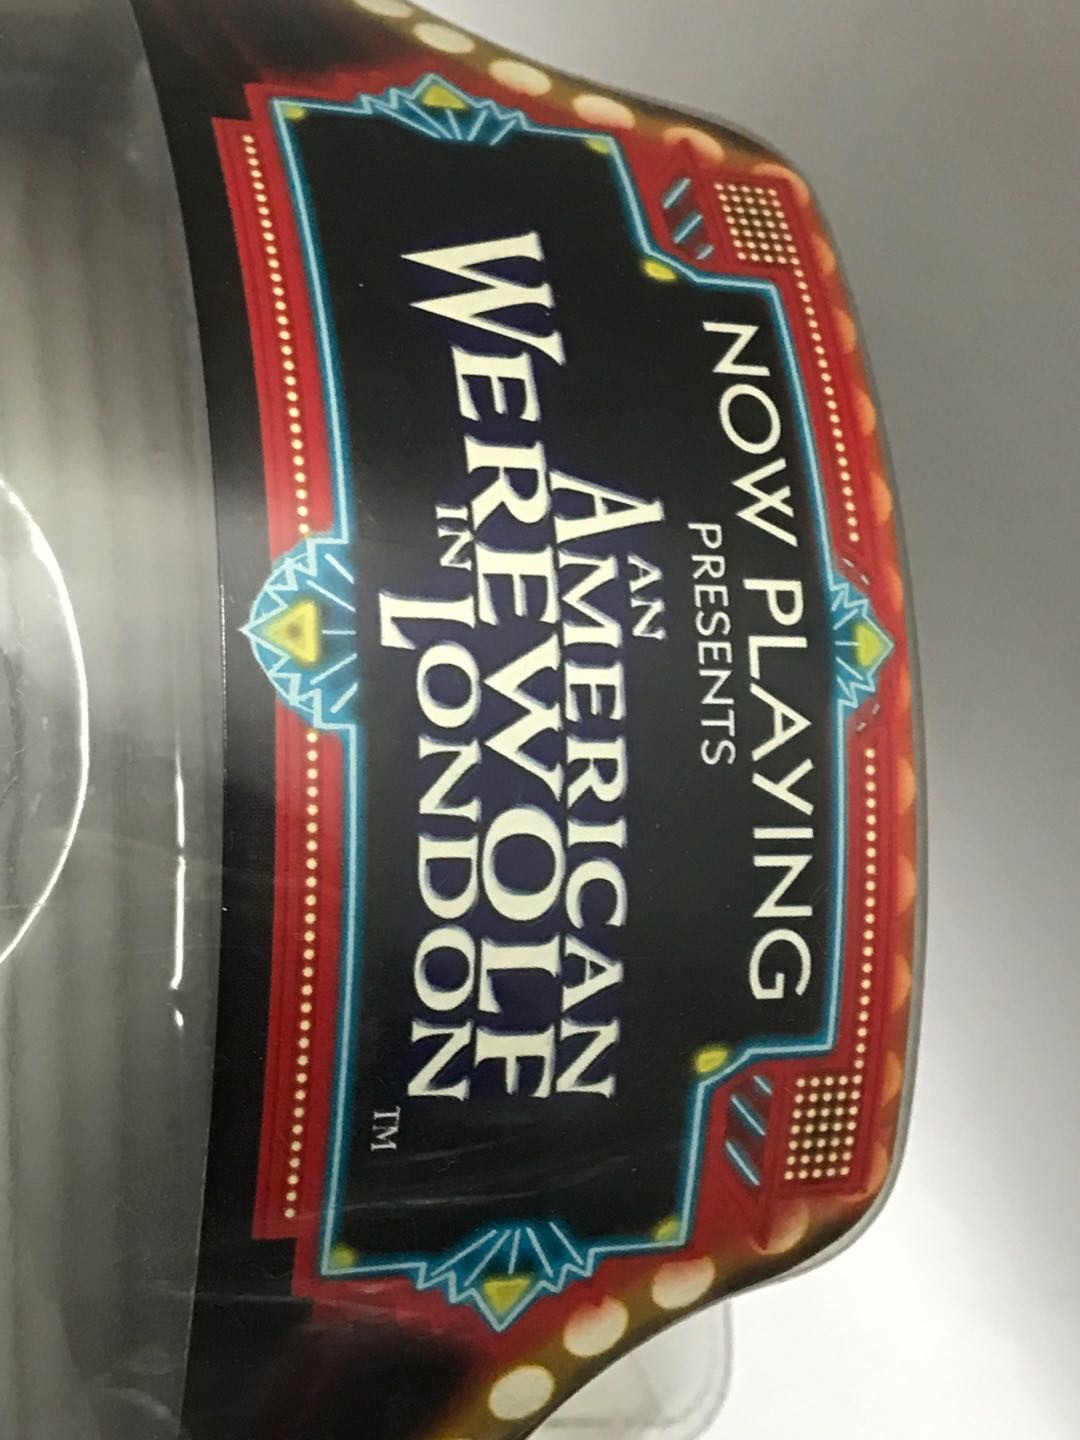 NOW PLAYING
PRESENTS
AN
AMERICAN
WEREWOLF
IN LONDON
TM